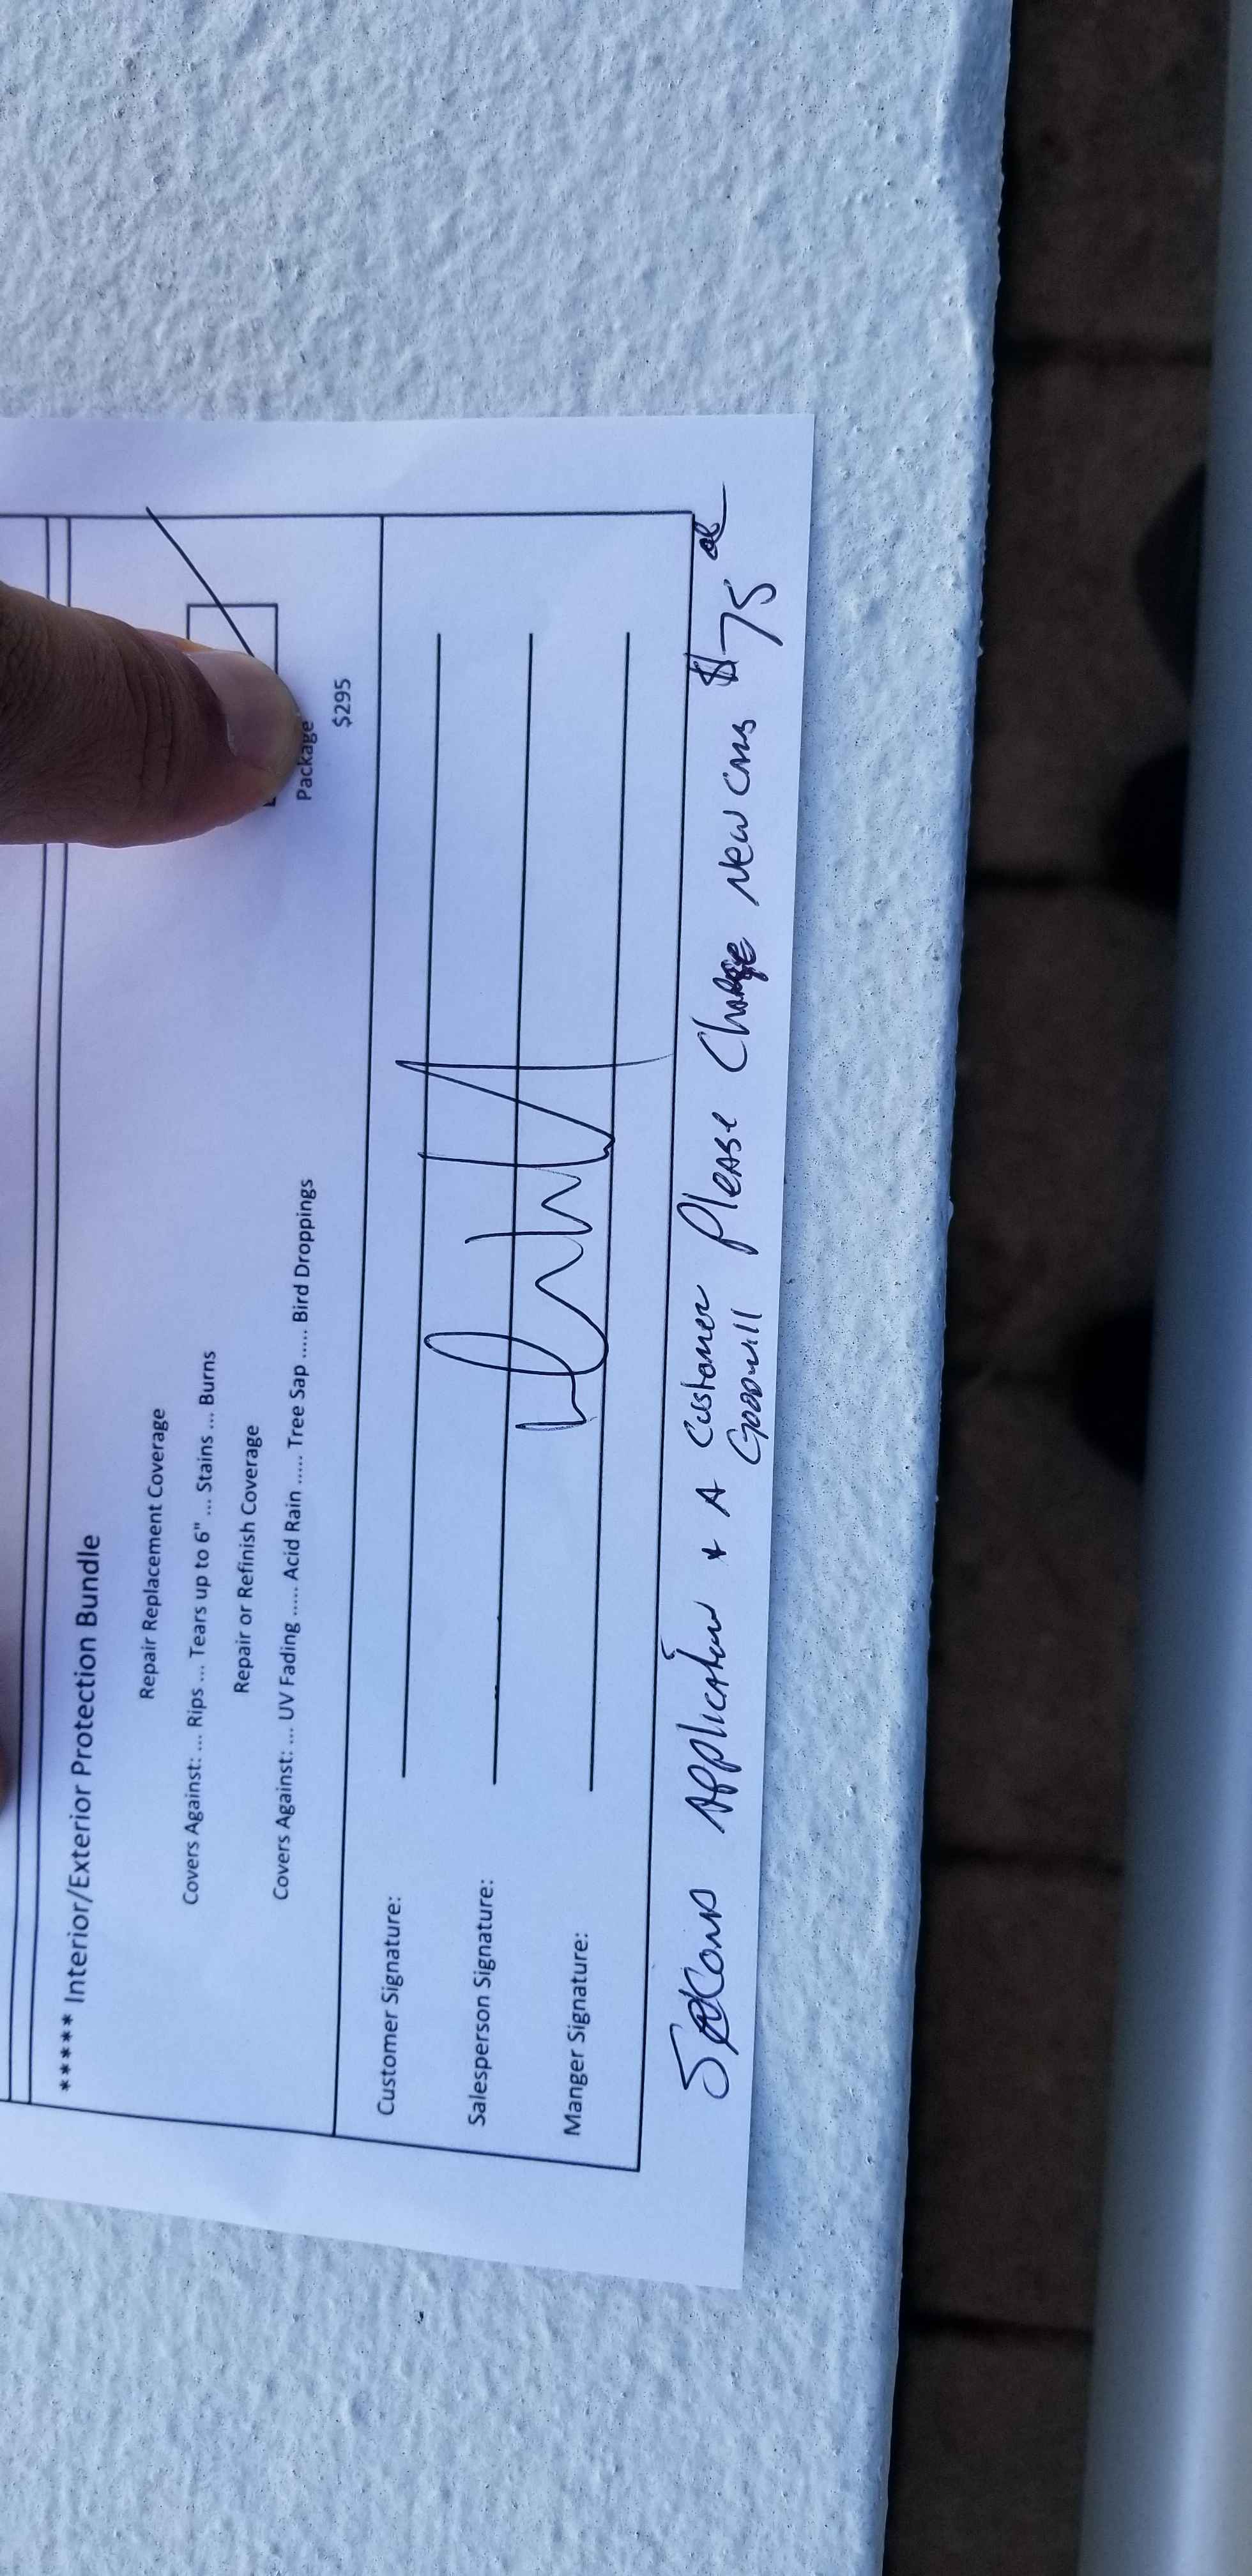 ***** Interior/Exterior Protection Bundle
Repair Replacement Coverage
Covers Against: ... Rips ... Tears up to 6" ... Stains ... Burns
Repair or Refinish Coverage
Covers Against: ... UV Fading ..... Acid Rain ..... Tree Sap ..... Bird Droppings
Package
$295
Customer Signature:
Salesperson Signature:
Manger Signature:
Second Application + A Customer Please Charge New Cars $75
Goodwill